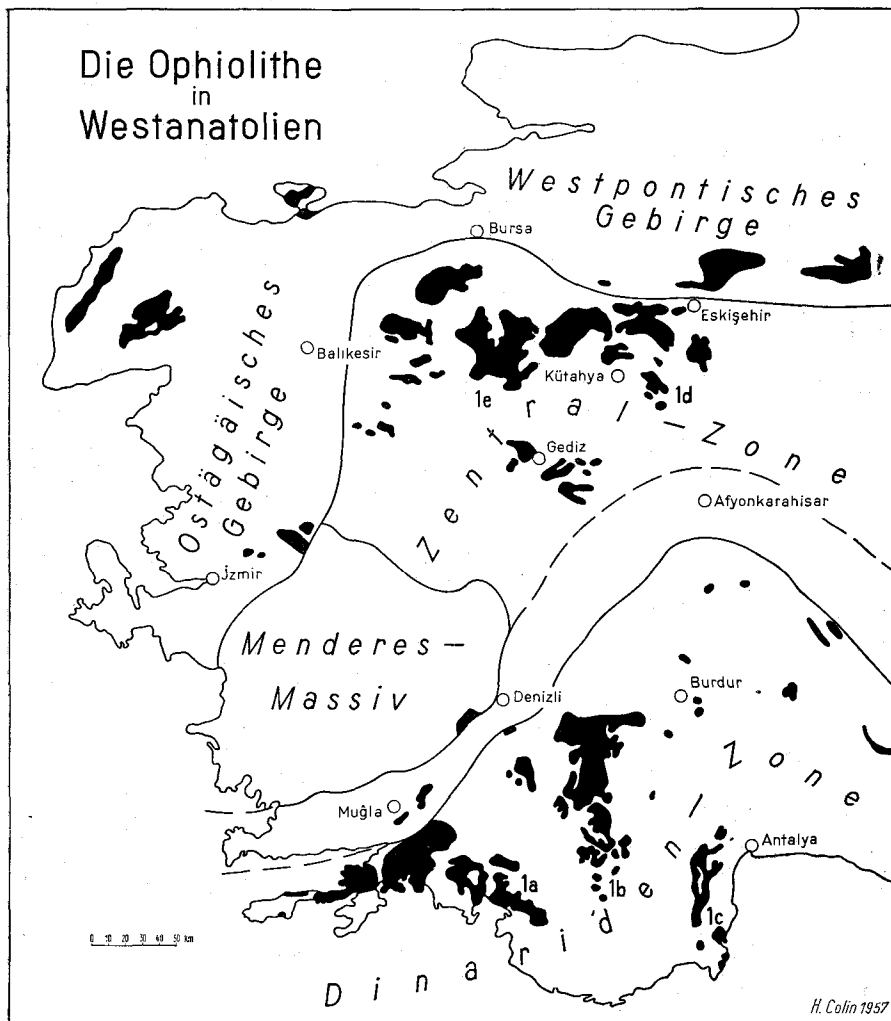 Die Ophiolithe
in
Westanatolien
Westpontisches
Gebirge
Bursa
Eskişehir
Balıkesir
Kütahya
1e
1d
Ostägäisches
Gebirge
Zentral-Zone
Gediz
Afyonkarahisar
İzmir
Menderes-
Massiv
Denizli
Burdur
Muğla
Antalya
1a
1b
1c
Dinariden/Zone
0 10 20 30 40 50 km
H. Colin 1957